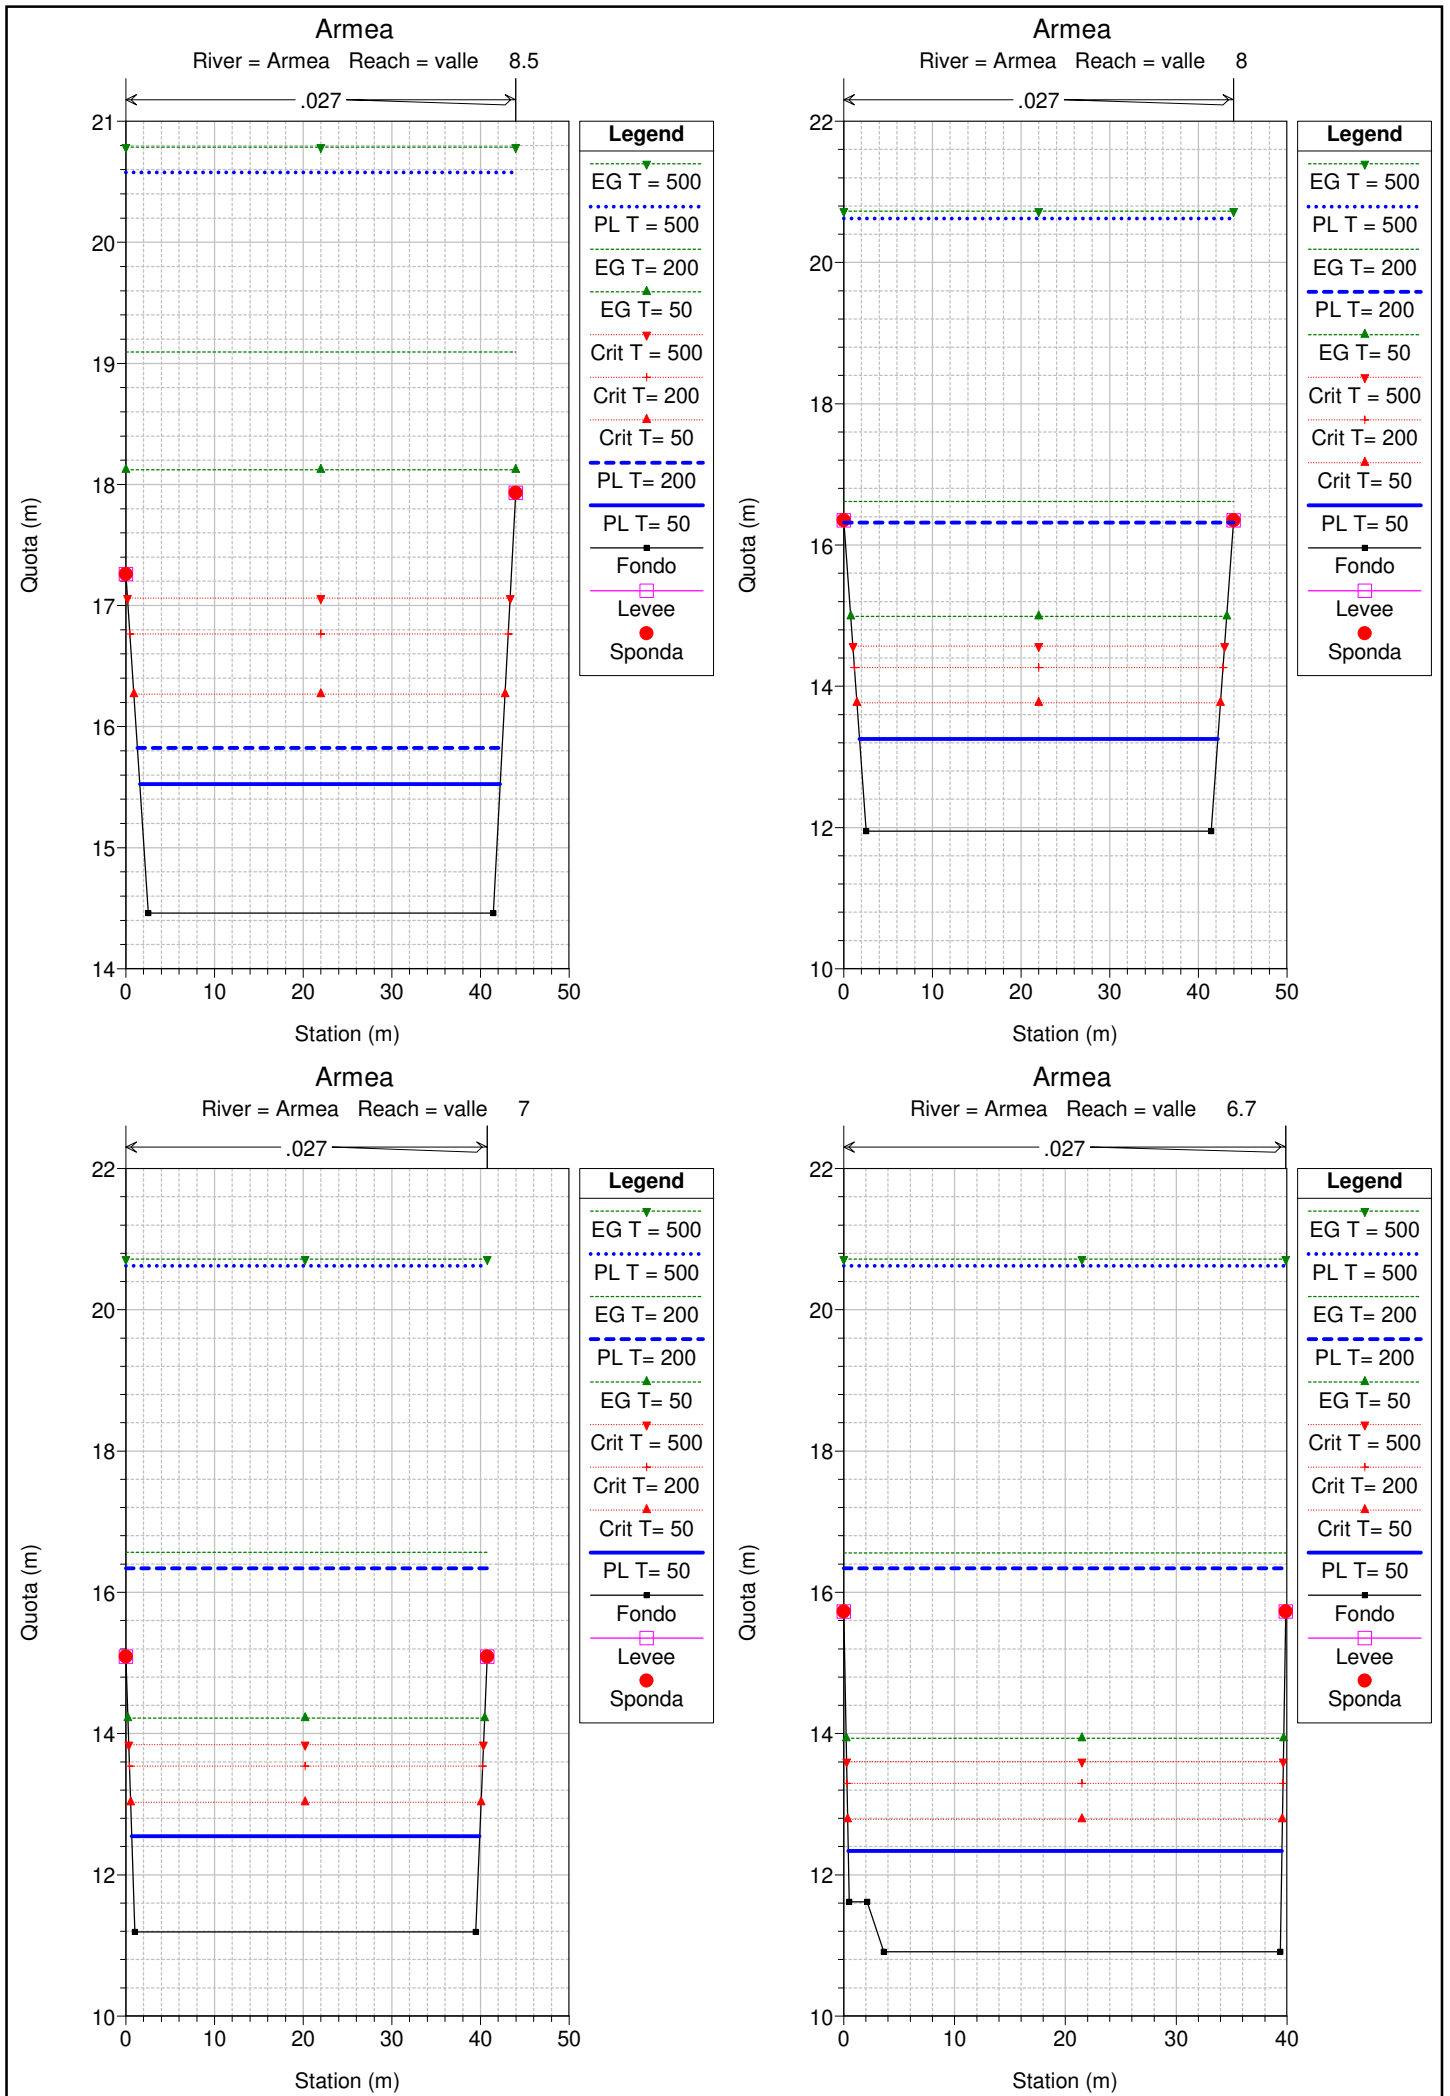 Armea
River = Armea Reach = valle 8.5
.027
21
20
19
18
17
16
15
14
Quota (m)
0 10 20 30 40 50
Station (m)
Legend
EG T = 500
PL T = 500
EG T= 200
EG T= 50
Crit T = 500
Crit T= 200
Crit T= 50
PL T= 200
PL T= 50
Fondo
Levee
Sponda
Armea
River = Armea Reach = valle 8
.027
22
20
18
16
14
12
10
Quota (m)
0 10 20 30 40 50
Station (m)
Legend
EG T = 500
PL T = 500
EG T= 200
PL T= 200
EG T= 50
Crit T = 500
Crit T= 200
Crit T= 50
PL T= 50
Fondo
Levee
Sponda
Armea
River = Armea Reach = valle 7
.027
22
20
18
16
14
12
10
Quota (m)
0 10 20 30 40 50
Station (m)
Legend
EG T = 500
PL T = 500
EG T= 200
PL T= 200
EG T= 50
Crit T = 500
Crit T= 200
Crit T= 50
PL T= 50
Fondo
Levee
Sponda
Armea
River = Armea Reach = valle 6.7
.027
22
20
18
16
14
12
10
Quota (m)
0 10 20 30 40
Station (m)
Legend
EG T = 500
PL T = 500
EG T= 200
PL T= 200
EG T= 50
Crit T = 500
Crit T= 200
Crit T= 50
PL T= 50
Fondo
Levee
Sponda